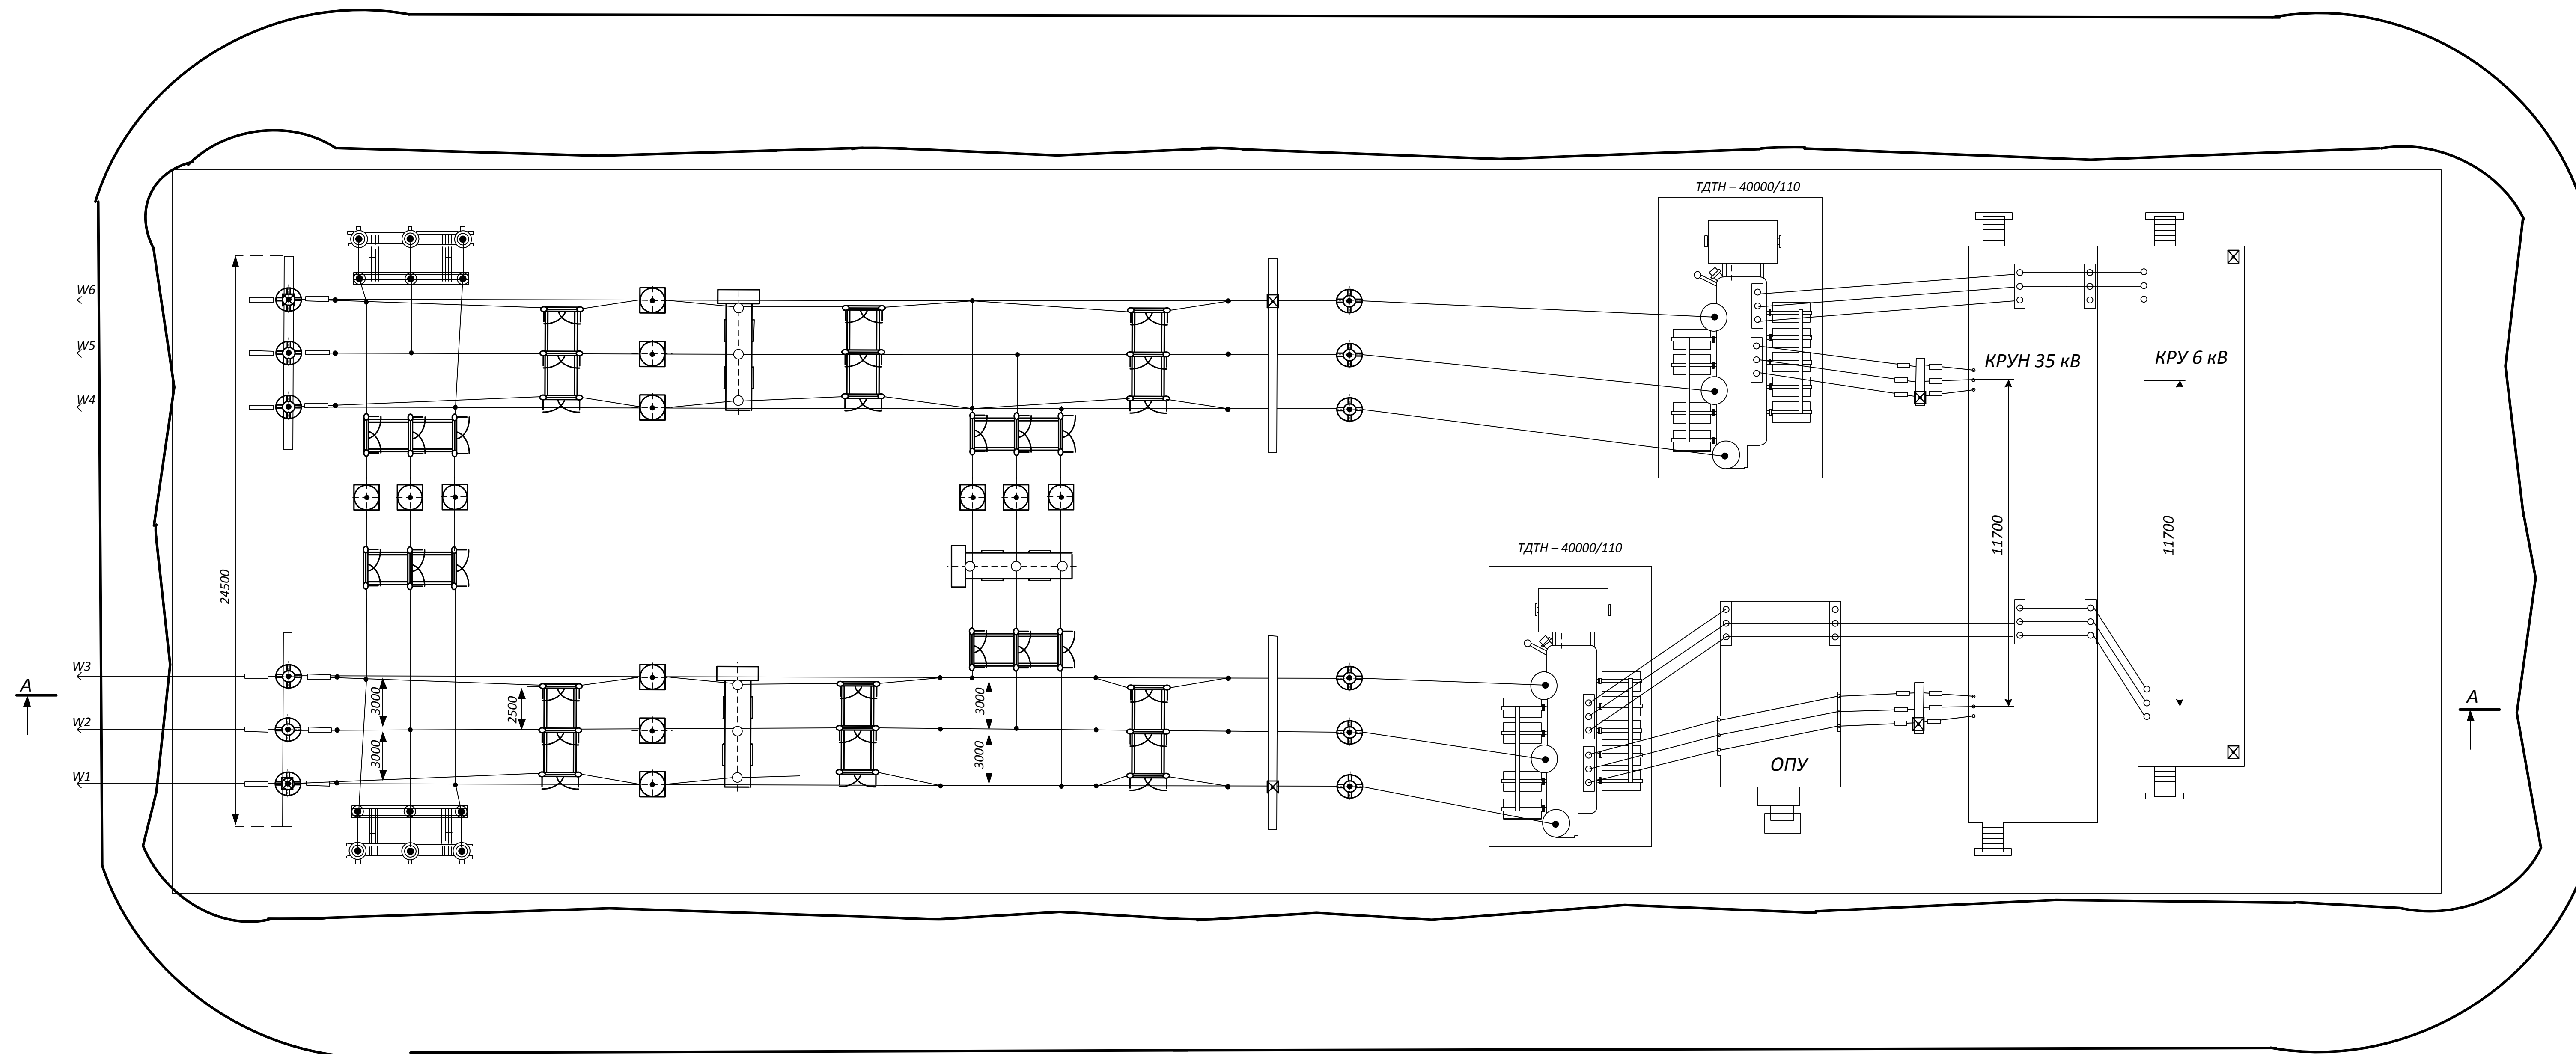 ТДТН – 40000/110
W6
W5
W4
КРУН 35 кВ
КРУ 6 кВ
11700
11700
24500
ТДТН – 40000/110
W3
W2
W1
A
A
3000
3000
2500
3000
3000
ОПУ